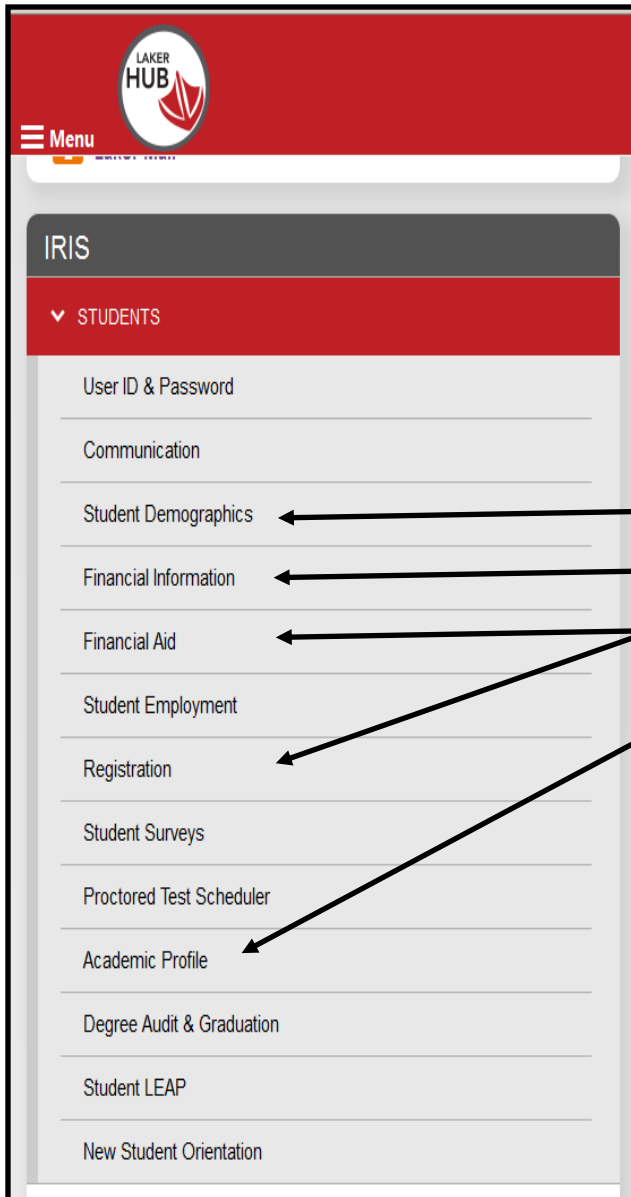 LAKER
HUB
Menu
IRIS
STUDENTS
User ID & Password
Communication
Student Demographics
Financial Information
Financial Aid
Student Employment
Registration
Student Surveys
Proctored Test Scheduler
Academic Profile
Degree Audit & Graduation
Student LEAP
New Student Orientation